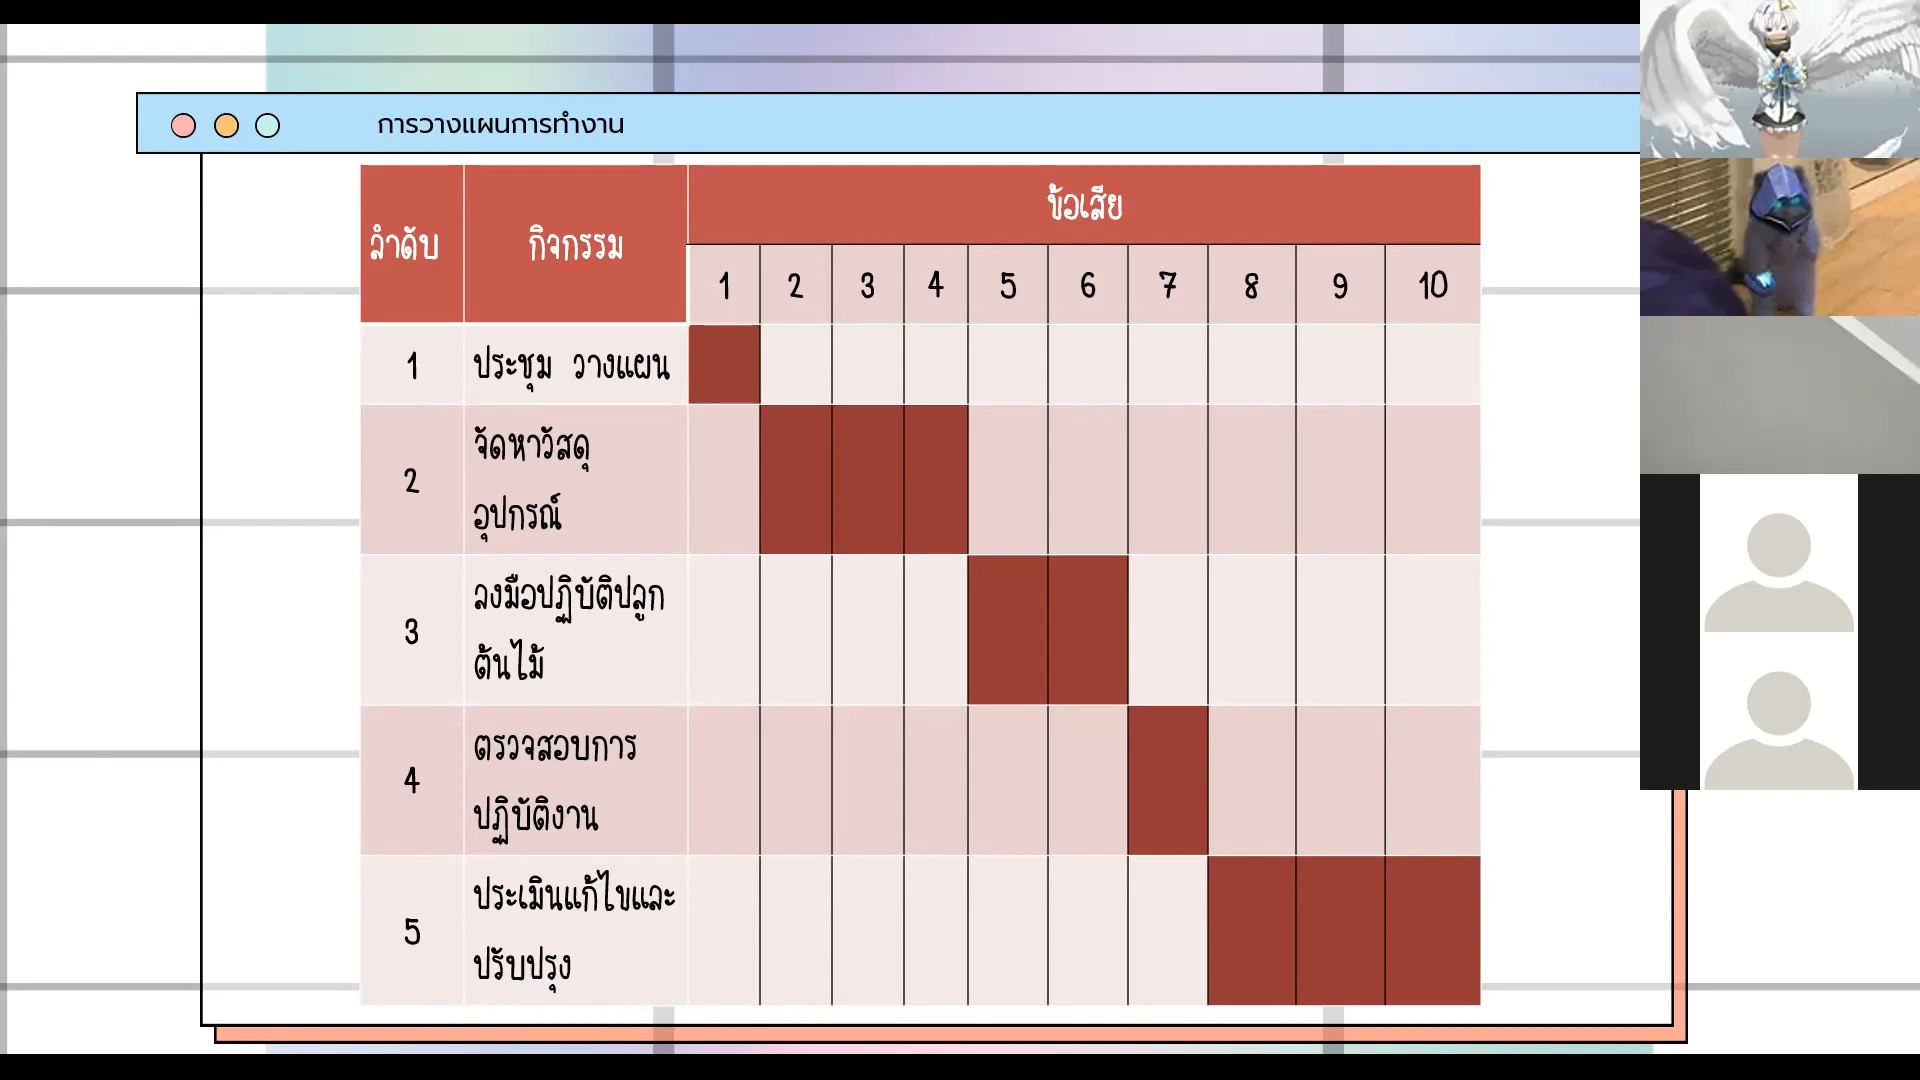 การวางแผนการทำงาน
ลำดับ กิจกรรม ข้อเสีย
1 2 3 4 5 6 7 8 9 10
1 ประชุม วางแผน
2 จัดหาวัสดุ
อุปกรณ์
3 ลงมือปฏิบัติปลูก
ต้นไม้
4 ตรวจสอบการ
ปฏิบัติงาน
5 ประเมินแก้ไขและ
ปรับปรุง